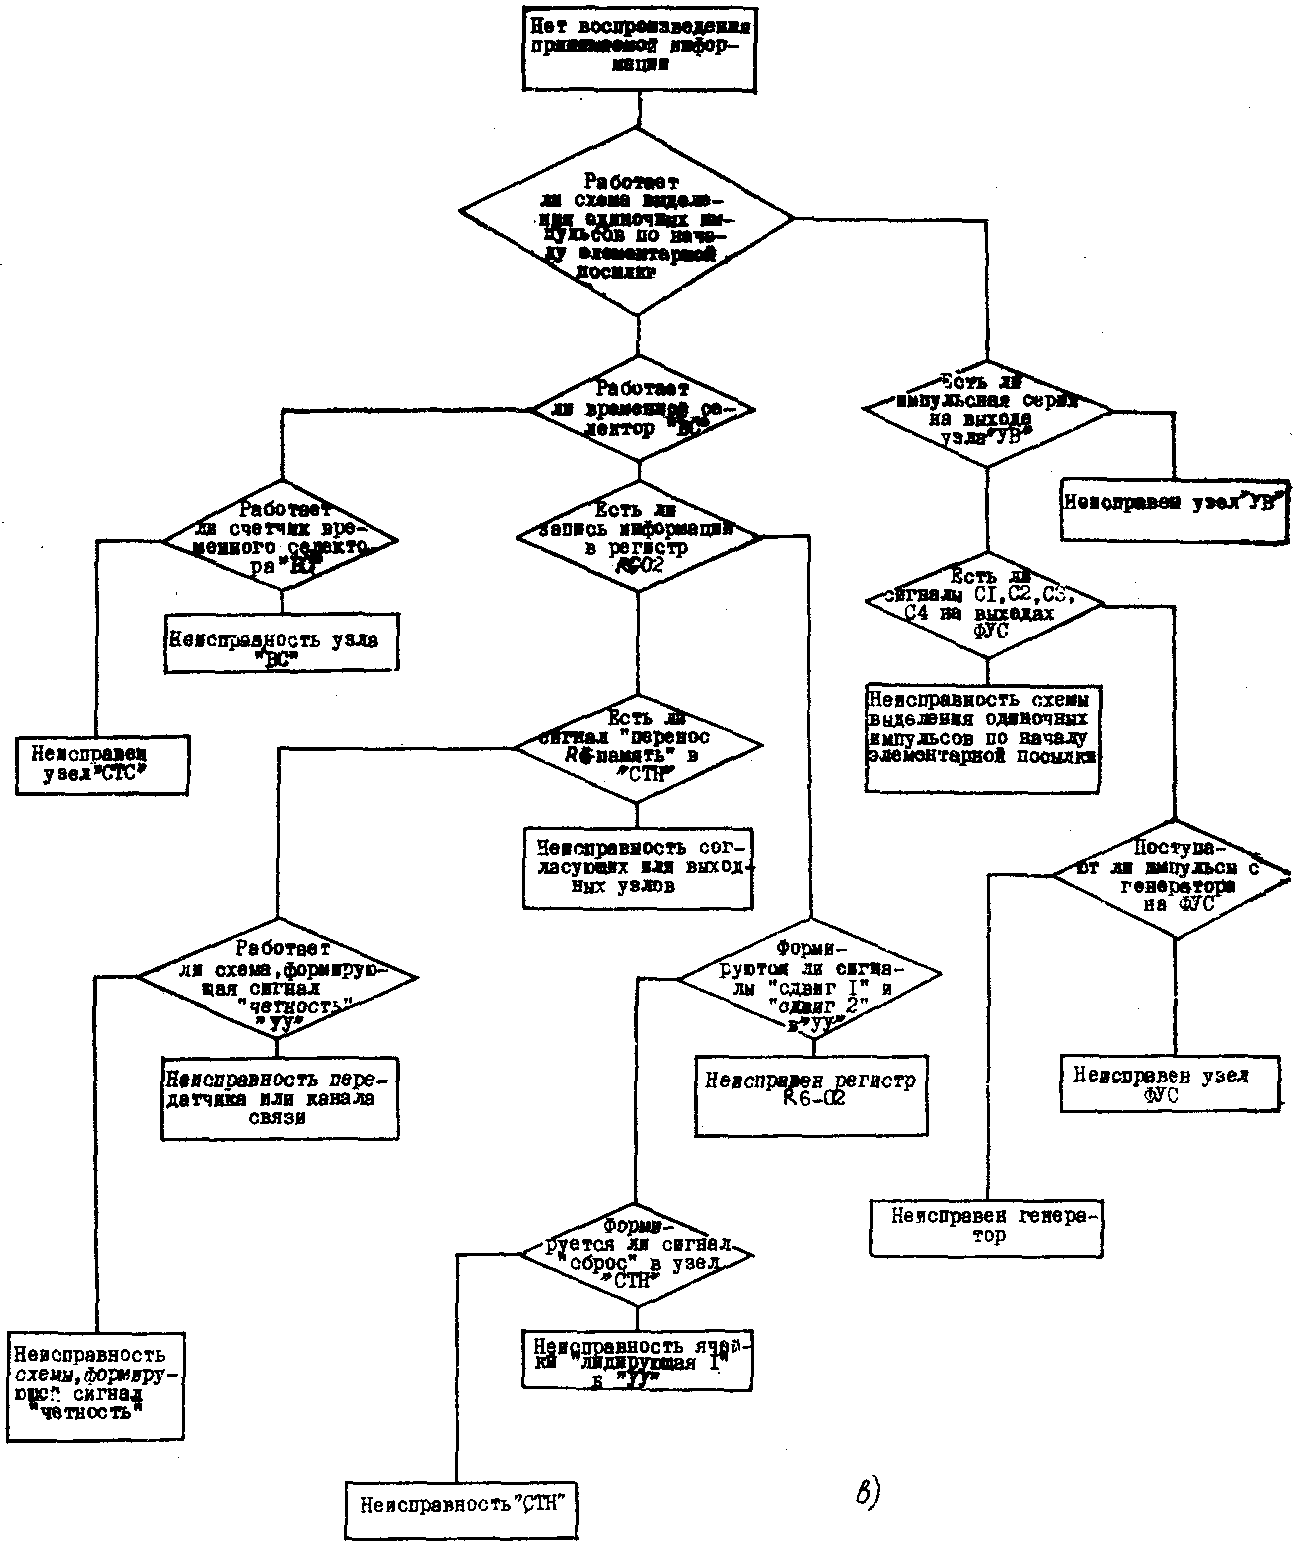 Нет воспроизведения
принимаемой инфор-
мации
Работает
ли схема выделе-
ния одиночных им-
пульсов по нача-
лу элементарной
посылки
Работает
ли временной се-
лектор "ВС"
Есть ли
импульсная серия
на выходе
узла "УВ"
Неисправен узел "УВ"
Работает
ли счетчик вре-
менного селекто
ра "ВС"
Есть ли
запись информации
в регистр
RG02
Есть ли
сигналы С1,С2,С3,
С4 на выходах
ФУС
Неисправность узла
"ВС"
Неисправен
узел "СТС"
Есть ли
сигнал "перенос
RG-память" в
"СТН"
Неисправность схемы
выделения одиночных
импульсов по началу
элементарной посылки
Неисправность сог-
ласующих или выход-
ных узлов
Поступа-
ют ли импульсы с
генератора
на ФУС
Работает
ли схема,формирую-
щая сигнал
"четность"
"УУ"
Форми-
руются ли сигна-
лы "сдвиг I" и
"сдвиг 2"
в "УУ"
Неисправность пере-
датчика или канала
связи
Неисправен регистр
RG-02
Неисправен узел
ФУС
Форми-
руется ли сигнал
"сброс" в узел
"СТН"
Неисправен генера-
тор
Неисправность ячей-
ки "лидирующая I"
в "УУ"
Неисправность
схемы,формиру-
ющей сигнал
"четность"
Неисправность "СТН"
в)